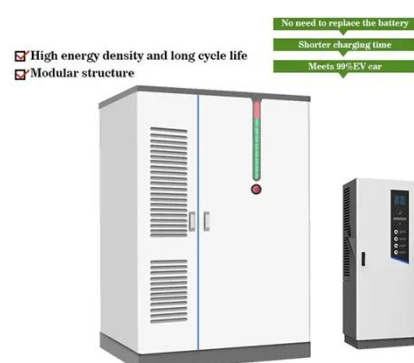 No need to replace the battery
Shorter charging time
Meets 99%EV car
High energy density and long cycle life
Modular structure